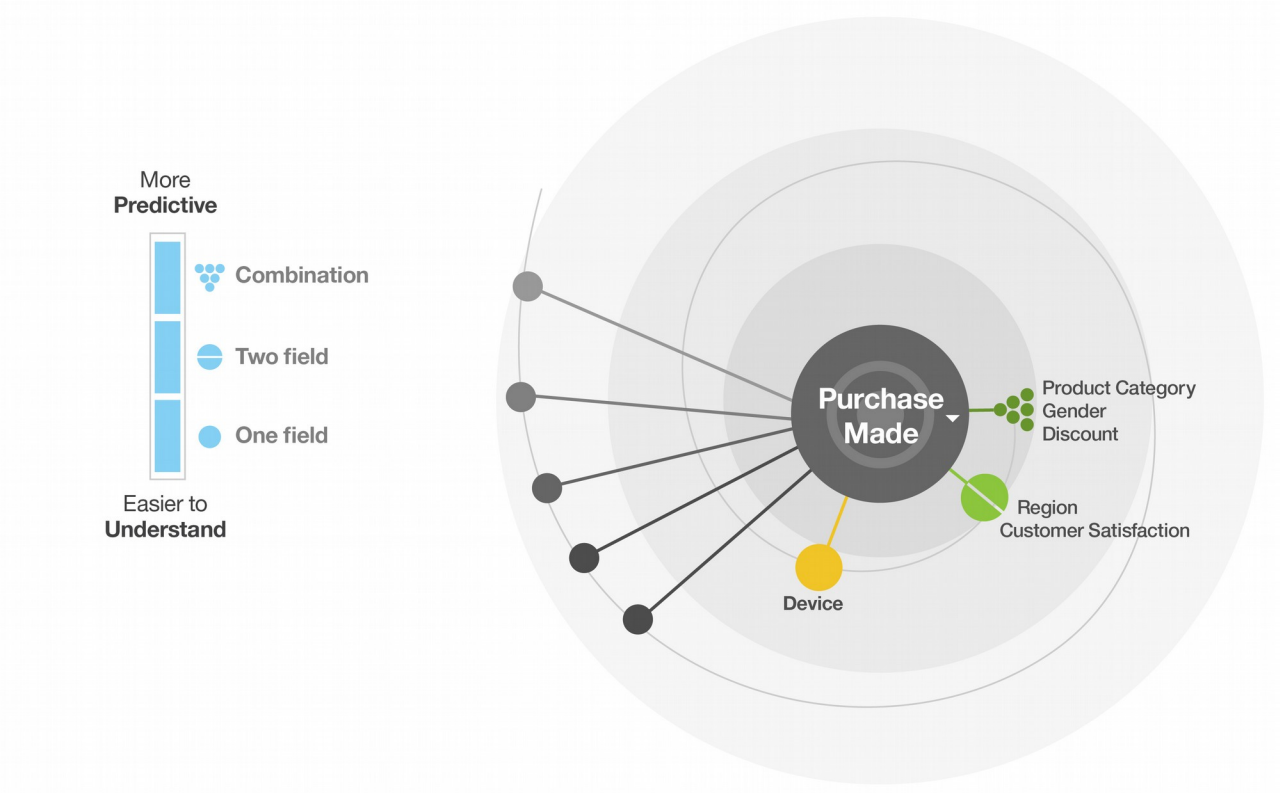 More
Predictive
Combination
Two field
One field
Easier to
Understand
Purchase
Made
Product Category
Gender
Discount
Region
Customer Satisfaction
Device